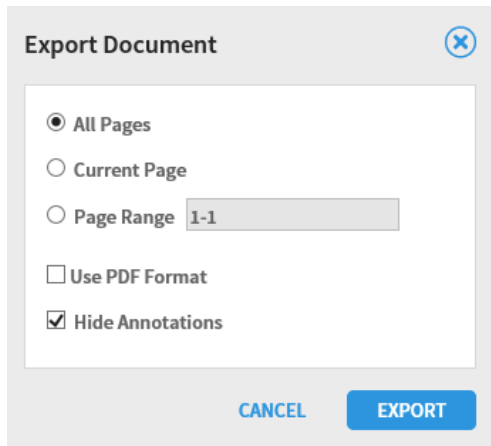 Export Document
All Pages
Current Page
Page Range 1-1
Use PDF Format
Hide Annotations
CANCEL EXPORT